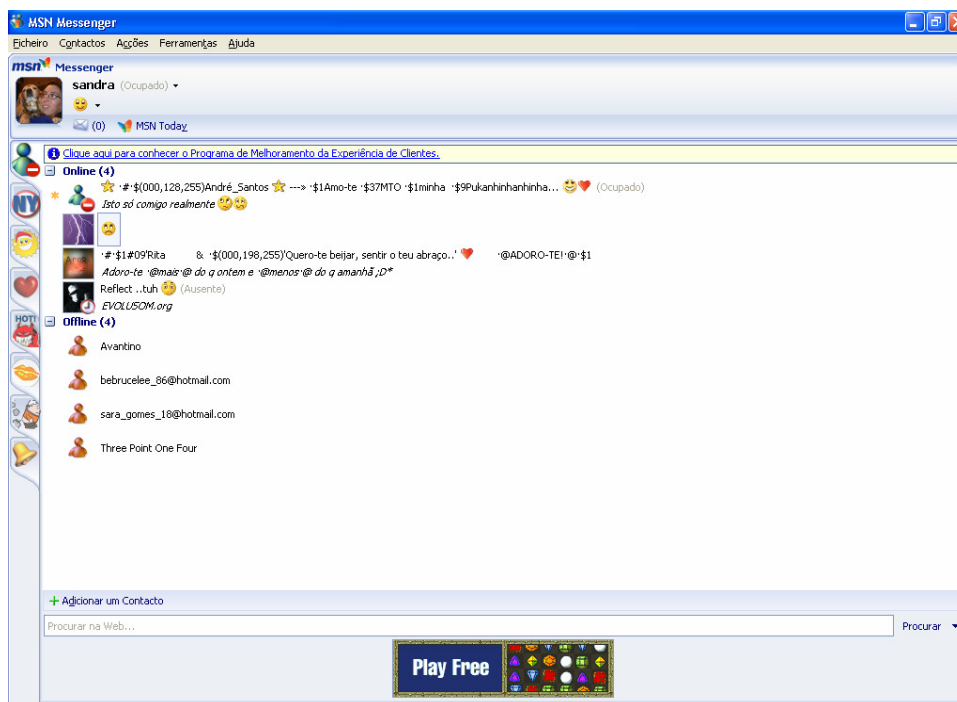 MSN Messenger
Ficheiro Contactos Acções Ferramentas Ajuda
msn Messenger
sandra (Ocupado)
(0) MSN Today
Clique aqui para conhecer o Programa de Melhoramento da Experiência de Clientes.
Online (4)
·#·$(000,128,255)André_Santos ---» ·$1Amo-te ·$37MTO ·$1minha ·$9Pukanhinhanhinha... (Ocupado)
Isto só comigo realmente
NY
·#·$1#09'Rita & ·$(000,198,255)'Quero-te beijar, sentir o teu abraço..' ·@ADORO-TE!·@·$1
Adoro-te ·@mais·@ do q ontem e ·@menos·@ do q amanhã ;D*
Reflect ..tuh (Ausente)
EVOLUSOM.org
HOT!
Offline (4)
Avantino
bebrucelee_86@hotmail.com
sara_gomes_18@hotmail.com
Three Point One Four
Adicionar um Contacto
Procurar na Web...
Procurar
Play Free